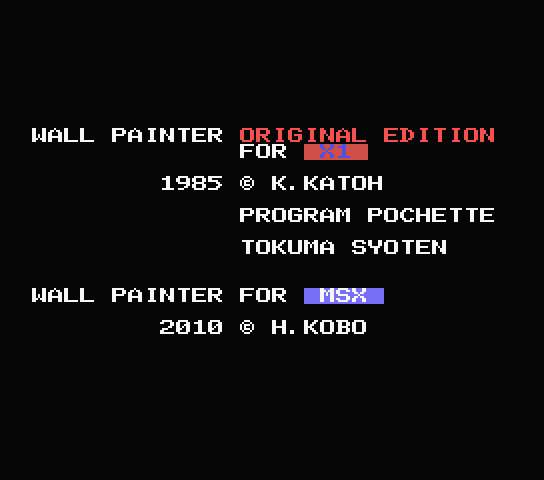 WALL PAINTER ORIGINAL EDITION
FOR X1
1985 © K.KATOH
PROGRAM POCHETTE
TOKUMA SYOTEN
WALL PAINTER FOR MSX
2010 © H.KOBO